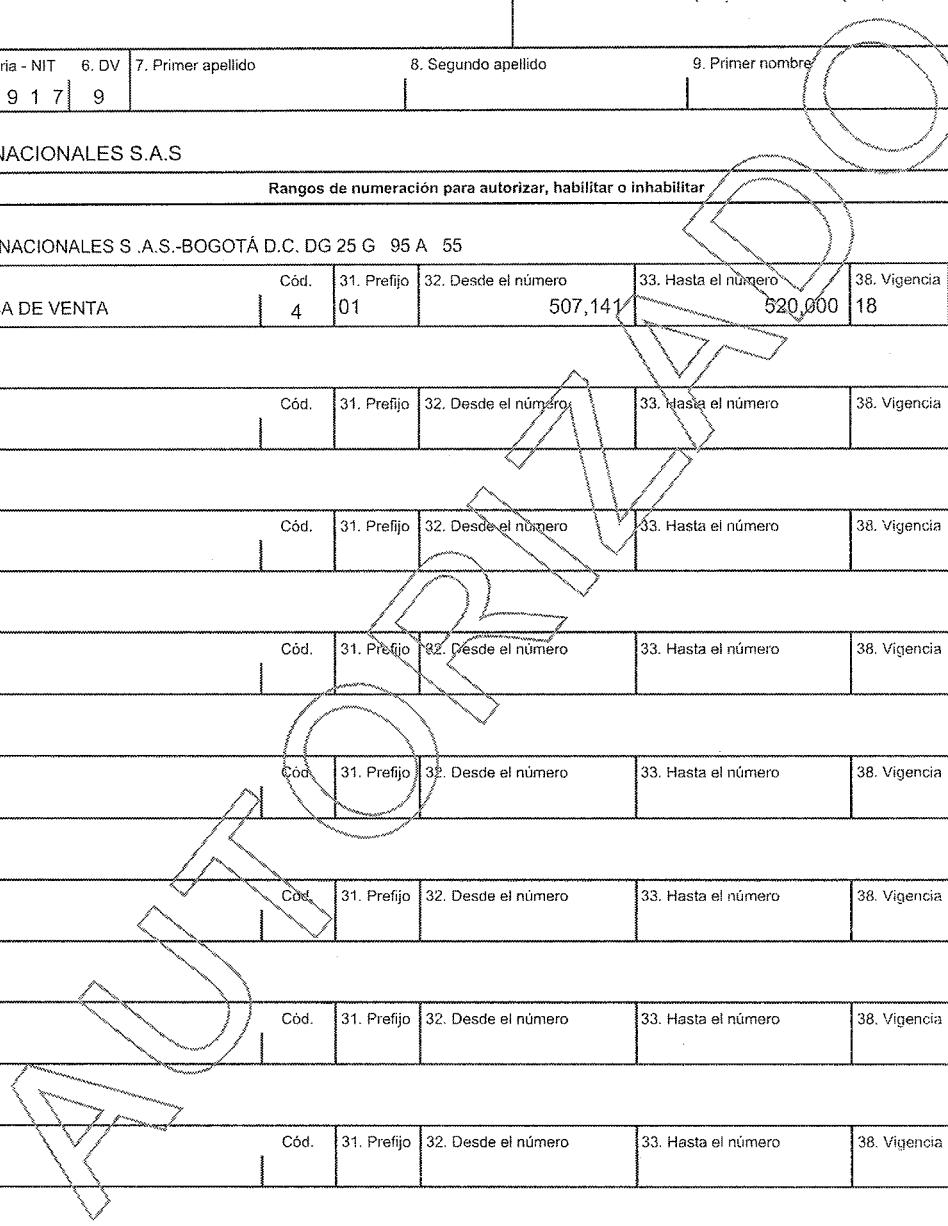 ria - NIT 6. DV 7. Primer apellido 8. Segundo apellido 9. Primer nombre
9 1 7 9
NACIONALES S.A.S
Rangos de numeración para autorizar, habilitar o inhabilitar
NACIONALES S .A.S.-BOGOTÁ D.C. DG 25 G 95 A 55
Cód. 31. Prefijo 32. Desde el número 33. Hasta el número 38. Vigencia
A DE VENTA 4 01 507,141 520,000 18
Cód. 31. Prefijo 32. Desde el número 33. Hasta el número 38. Vigencia
Cód. 31. Prefijo 32. Desde el número 33. Hasta el número 38. Vigencia
Cód. 31. Prefijo 32. Desde el número 33. Hasta el número 38. Vigencia
Cód. 31. Prefijo 32. Desde el número 33. Hasta el número 38. Vigencia
Cód. 31. Prefijo 32. Desde el número 33. Hasta el número 38. Vigencia
Cód. 31. Prefijo 32. Desde el número 33. Hasta el número 38. Vigencia
Cód. 31. Prefijo 32. Desde el número 33. Hasta el número 38. Vigencia
AUTORIZADO